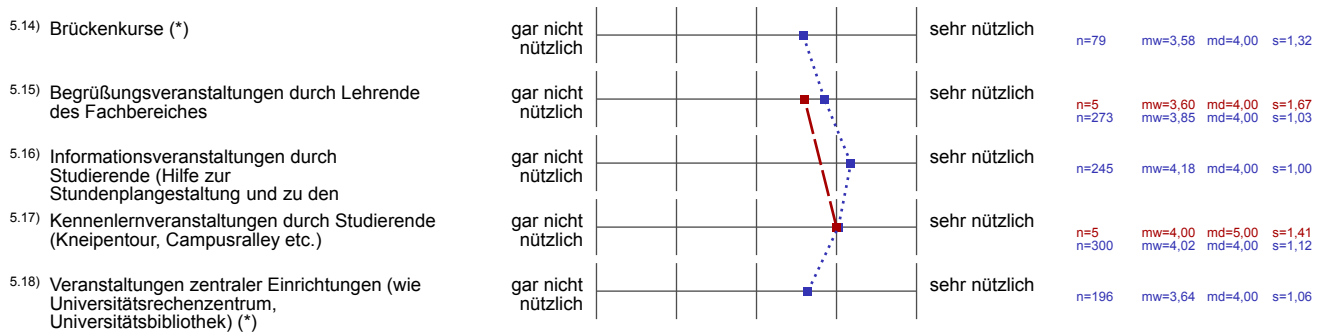 5.14) Brückenkurse (*)
gar nicht
nützlich
sehr nützlich
n=79 mw=3,58 md=4,00 s=1,32
5.15) Begrüßungsveranstaltungen durch Lehrende
des Fachbereiches
gar nicht
nützlich
sehr nützlich
n=5 mw=3,60 md=4,00 s=1,67
n=273 mw=3,85 md=4,00 s=1,03
5.16) Informationsveranstaltungen durch
Studierende (Hilfe zur
Stundenplangestaltung und zu den
gar nicht
nützlich
sehr nützlich
n=245 mw=4,18 md=4,00 s=1,00
5.17) Kennenlernveranstaltungen durch Studierende
(Kneipentour, Campusralley etc.)
gar nicht
nützlich
sehr nützlich
n=5 mw=4,00 md=5,00 s=1,41
n=300 mw=4,02 md=4,00 s=1,12
5.18) Veranstaltungen zentraler Einrichtungen (wie
Universitätsrechenzentrum,
Universitätsbibliothek) (*)
gar nicht
nützlich
sehr nützlich
n=196 mw=3,64 md=4,00 s=1,06